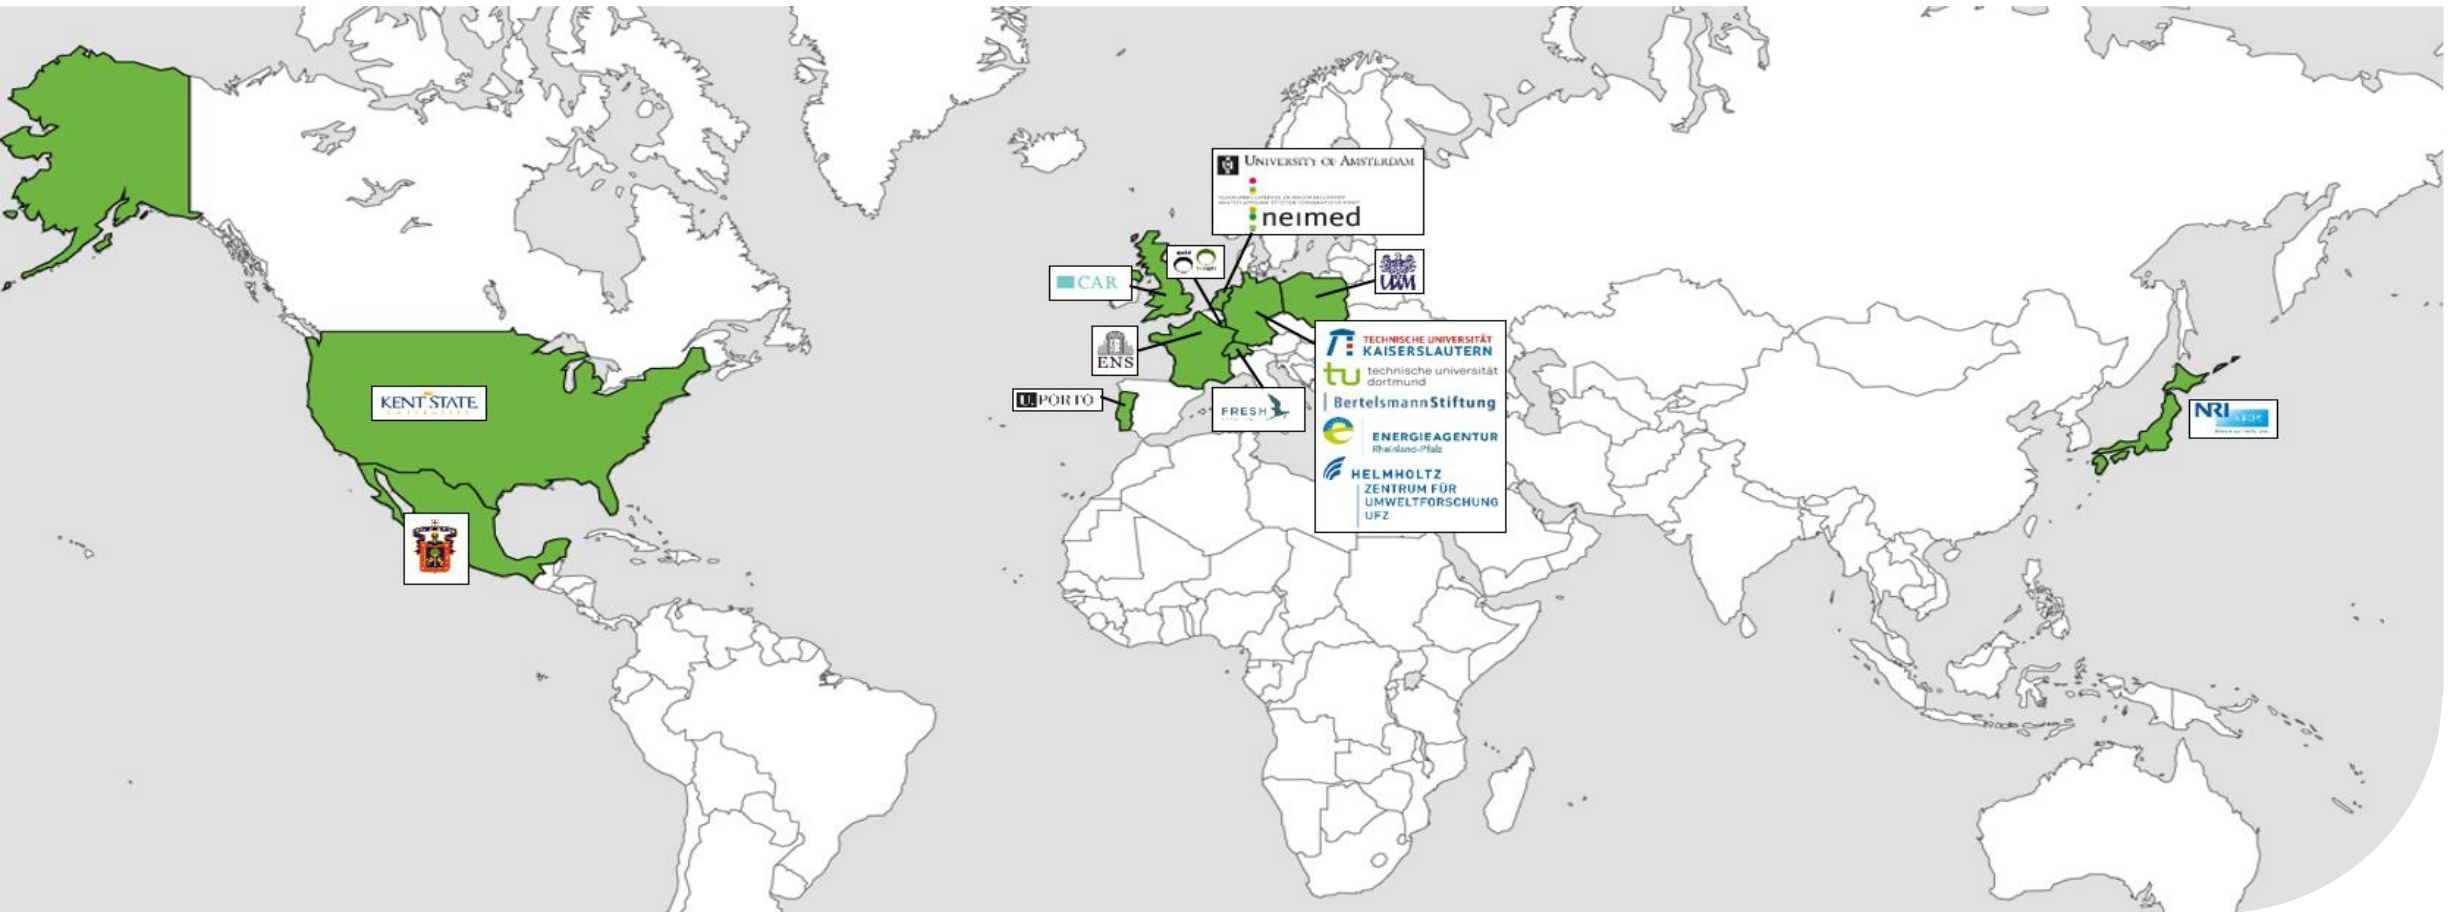 UNIVERSITY OF AMSTERDAM
neimed
CAR
UAM
ENS
TECHNISCHE UNIVERSITÄT
KAISERSLAUTERN
technische universität
dortmund
BertelsmannStiftung
KENT STATE
U.PORTO
FRESH
NRI
ENERGIEAGENTUR
Rheinland-Pfalz
HELMHOLTZ
ZENTRUM FÜR
UMWELTFORSCHUNG
UFZ